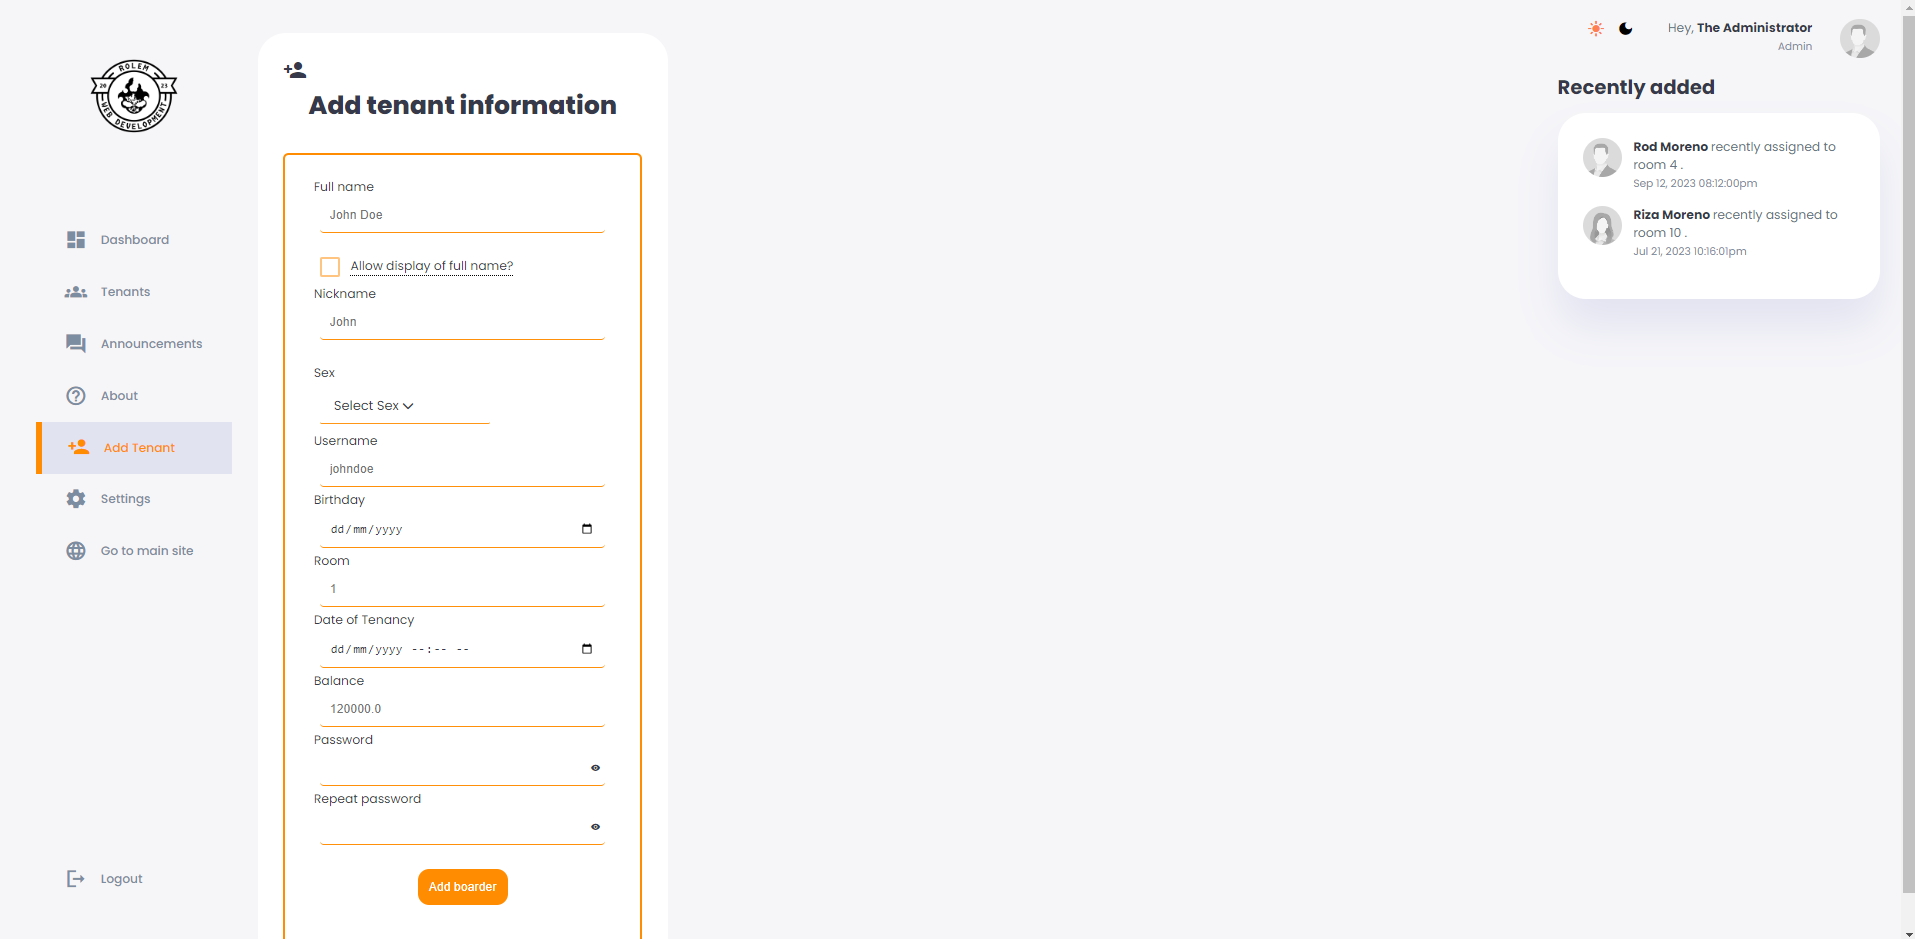 ROLEM
20 23
WEB DEVELOPMENT
Dashboard
Tenants
Announcements
About
Add Tenant
Settings
Go to main site
Logout
Add tenant information
Full name
John Doe
Allow display of full name?
Nickname
John
Sex
Select Sex
Username
johndoe
Birthday
dd/mm/yyyy
Room
1
Date of Tenancy
dd/mm/yyyy --:-- --
Balance
120000.0
Password
Repeat password
Add boarder
Hey, The Administrator
Admin
Recently added
Rod Moreno recently assigned to
room 4 .
Sep 12, 2023 08:12:00pm
Riza Moreno recently assigned to
room 10 .
Jul 21, 2023 10:16:01pm